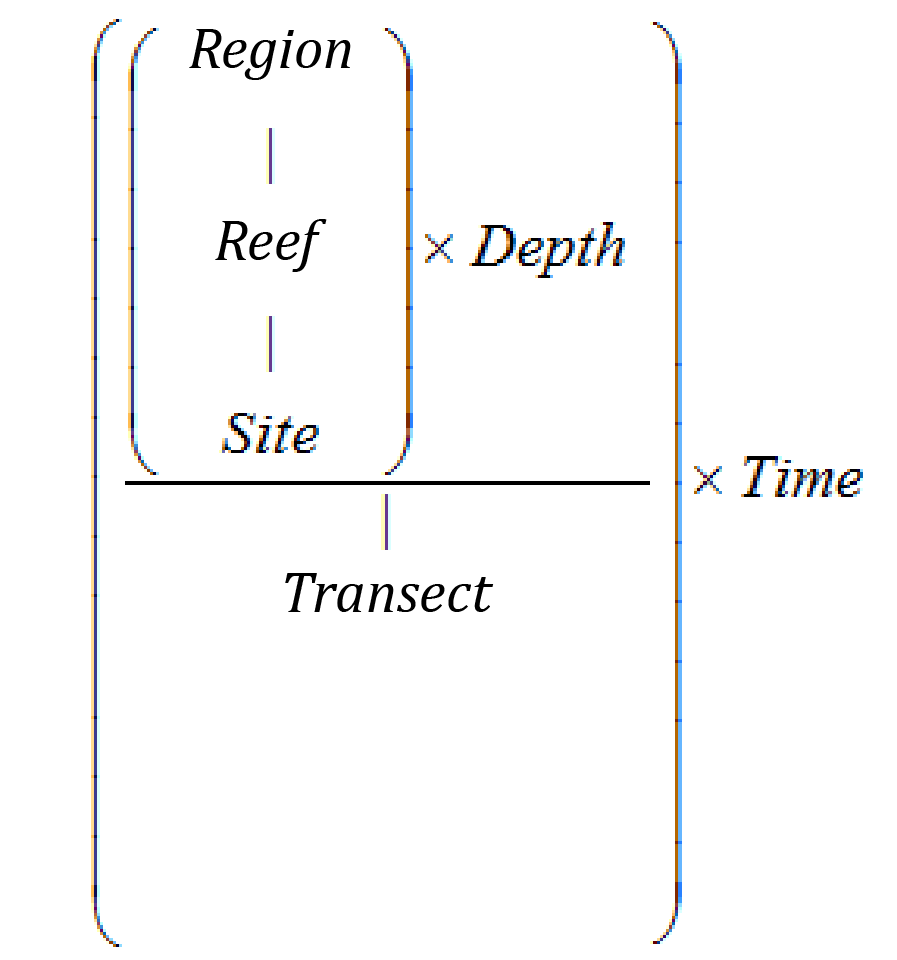 Region
Reef
× Depth
Site
× Time
Transect